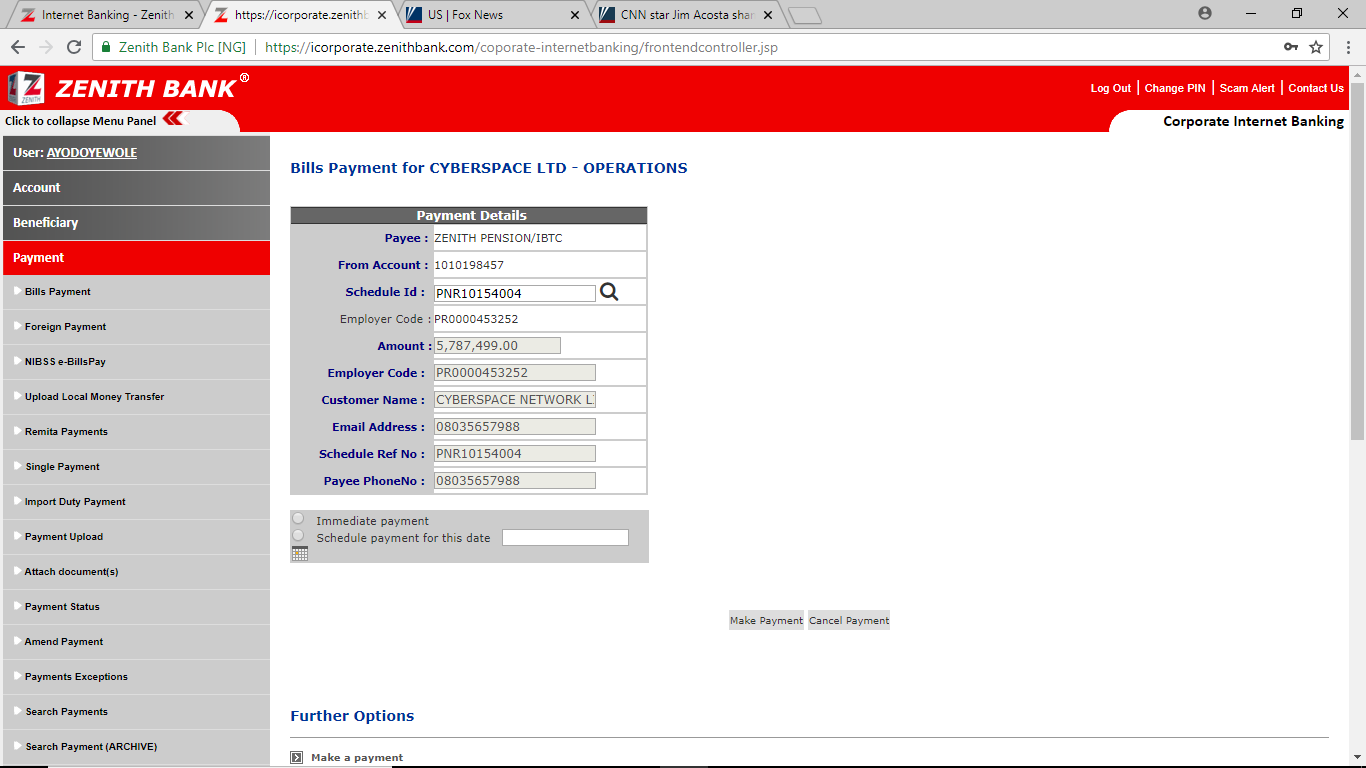 Internet Banking - Zenith
https://icorporate.zenithb
US | Fox News
CNN star Jim Acosta shar
Zenith Bank Plc [NG]
https://icorporate.zenithbank.com/coporate-internetbanking/frontendcontroller.jsp
Z
ZENITH
ZENITH BANK®
Log Out | Change PIN | Scam Alert | Contact Us
Click to collapse Menu Panel
Corporate Internet Banking
User: AYODOYEWOLE
Account
Beneficiary
Payment
Bills Payment
Foreign Payment
NIBSS e-BillsPay
Upload Local Money Transfer
Remita Payments
Single Payment
Import Duty Payment
Payment Upload
Attach document(s)
Payment Status
Amend Payment
Payments Exceptions
Search Payments
Search Payment (ARCHIVE)
Bills Payment for CYBERSPACE LTD - OPERATIONS
Payment Details
Payee : ZENITH PENSION/IBTC
From Account : 1010198457
Schedule Id : PNR10154004
Employer Code : PR0000453252
Amount : 5,787,499.00
Employer Code : PR0000453252
Customer Name : CYBERSPACE NETWORK L
Email Address : 08035657988
Schedule Ref No : PNR10154004
Payee PhoneNo : 08035657988
Immediate payment
Schedule payment for this date
Make Payment Cancel Payment
Further Options
Make a payment